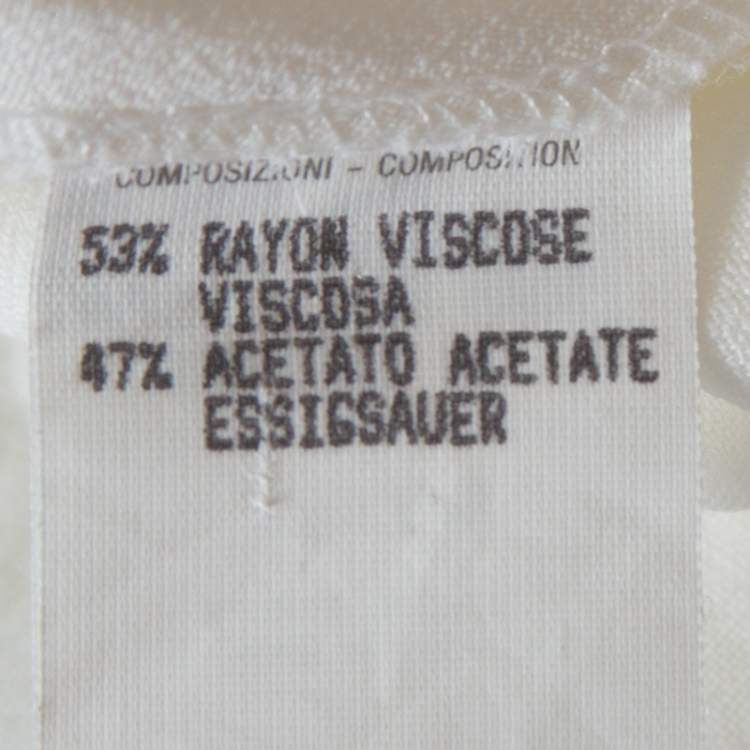 COMPOSIZIONI - COMPOSITION
53% RAYON VISCOSE
VISCOSA
47% ACETATO ACETATE
ESSIGSAUER